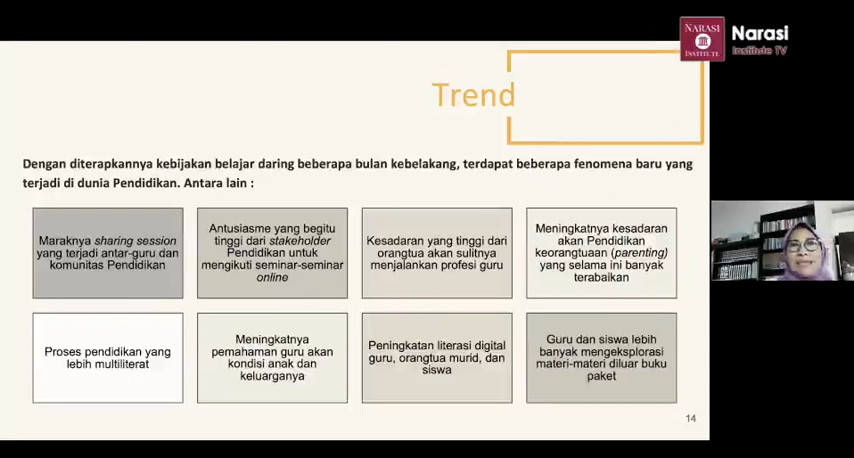 NARASI
INSTITUTE
Narasi
Institute TV
Trend
Dengan diterapkannya kebijakan belajar daring beberapa bulan kebelakang, terdapat beberapa fenomena baru yang
terjadi di dunia Pendidikan. Antara lain :
Maraknya sharing session
yang terjadi antar-guru dan
komunitas Pendidikan
Antusiasme yang begitu
tinggi dari stakeholder
Pendidikan untuk
mengikuti seminar-seminar
online
Kesadaran yang tinggi dari
orangtua akan sulitnya
menjalankan profesi guru
Meningkatnya kesadaran
akan Pendidikan
keorangtuaan (parenting)
yang selama ini banyak
terabaikan
Proses pendidikan yang
lebih multiliterat
Meningkatnya
pemahaman guru akan
kondisi anak dan
keluarganya
Peningkatan literasi digital
guru, orangtua murid, dan
siswa
Guru dan siswa lebih
banyak mengeksplorasi
materi-materi diluar buku
paket
14